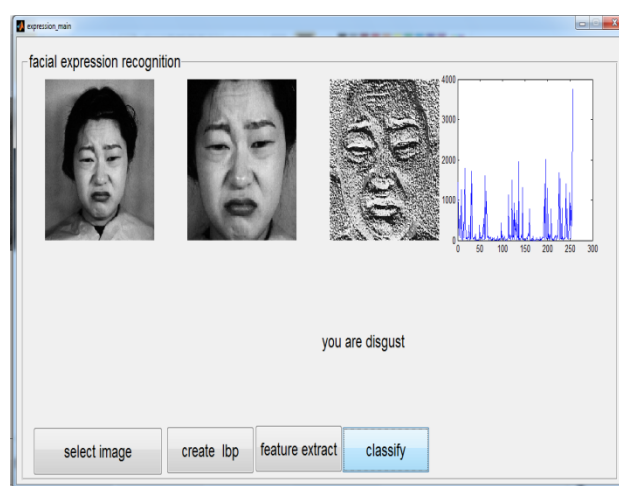 expression_main
facial expression recognition
4000
3000
2000
1000
0
0 50 100 150 200 250 300
you are disgust
select image
create lbp
feature extract
classify